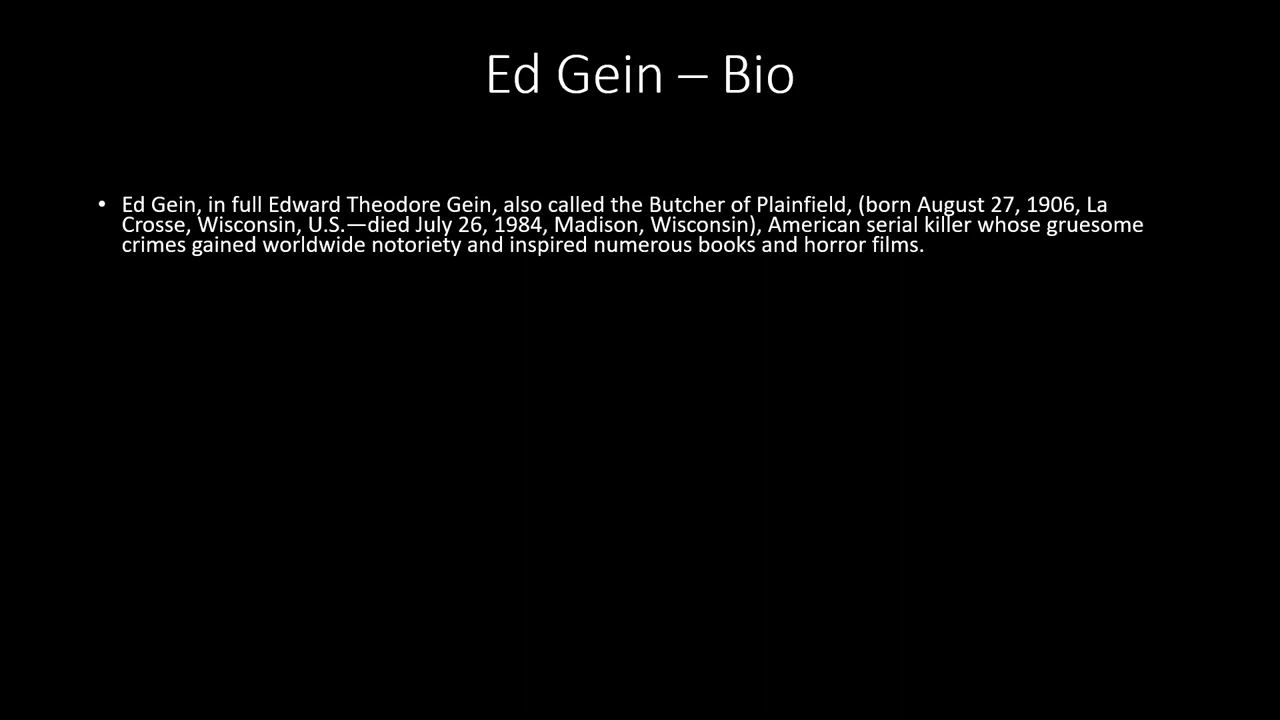 Ed Gein – Bio
• Ed Gein, in full Edward Theodore Gein, also called the Butcher of Plainfield, (born August 27, 1906, La
Crosse, Wisconsin, U.S.—died July 26, 1984, Madison, Wisconsin), American serial killer whose gruesome
crimes gained worldwide notoriety and inspired numerous books and horror films.